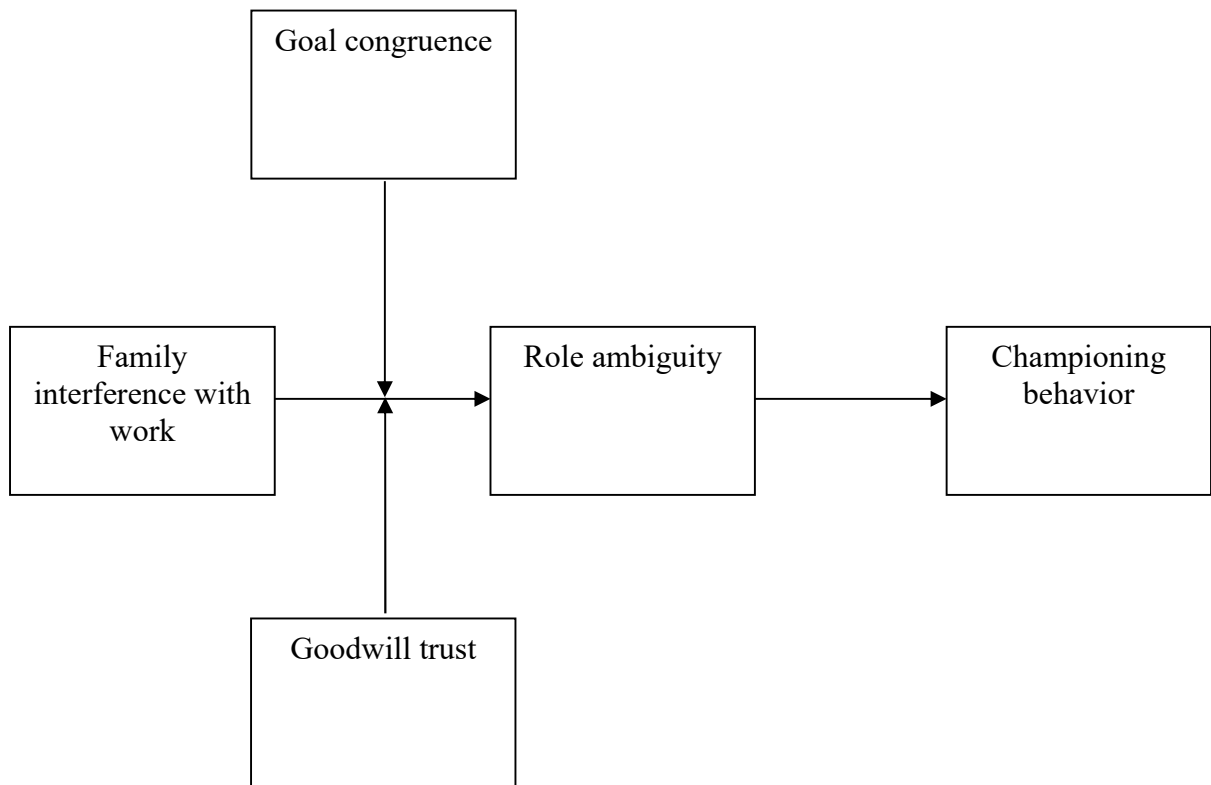 Goal congruence
Family
interference with
work
Role ambiguity
Championing
behavior
Goodwill trust